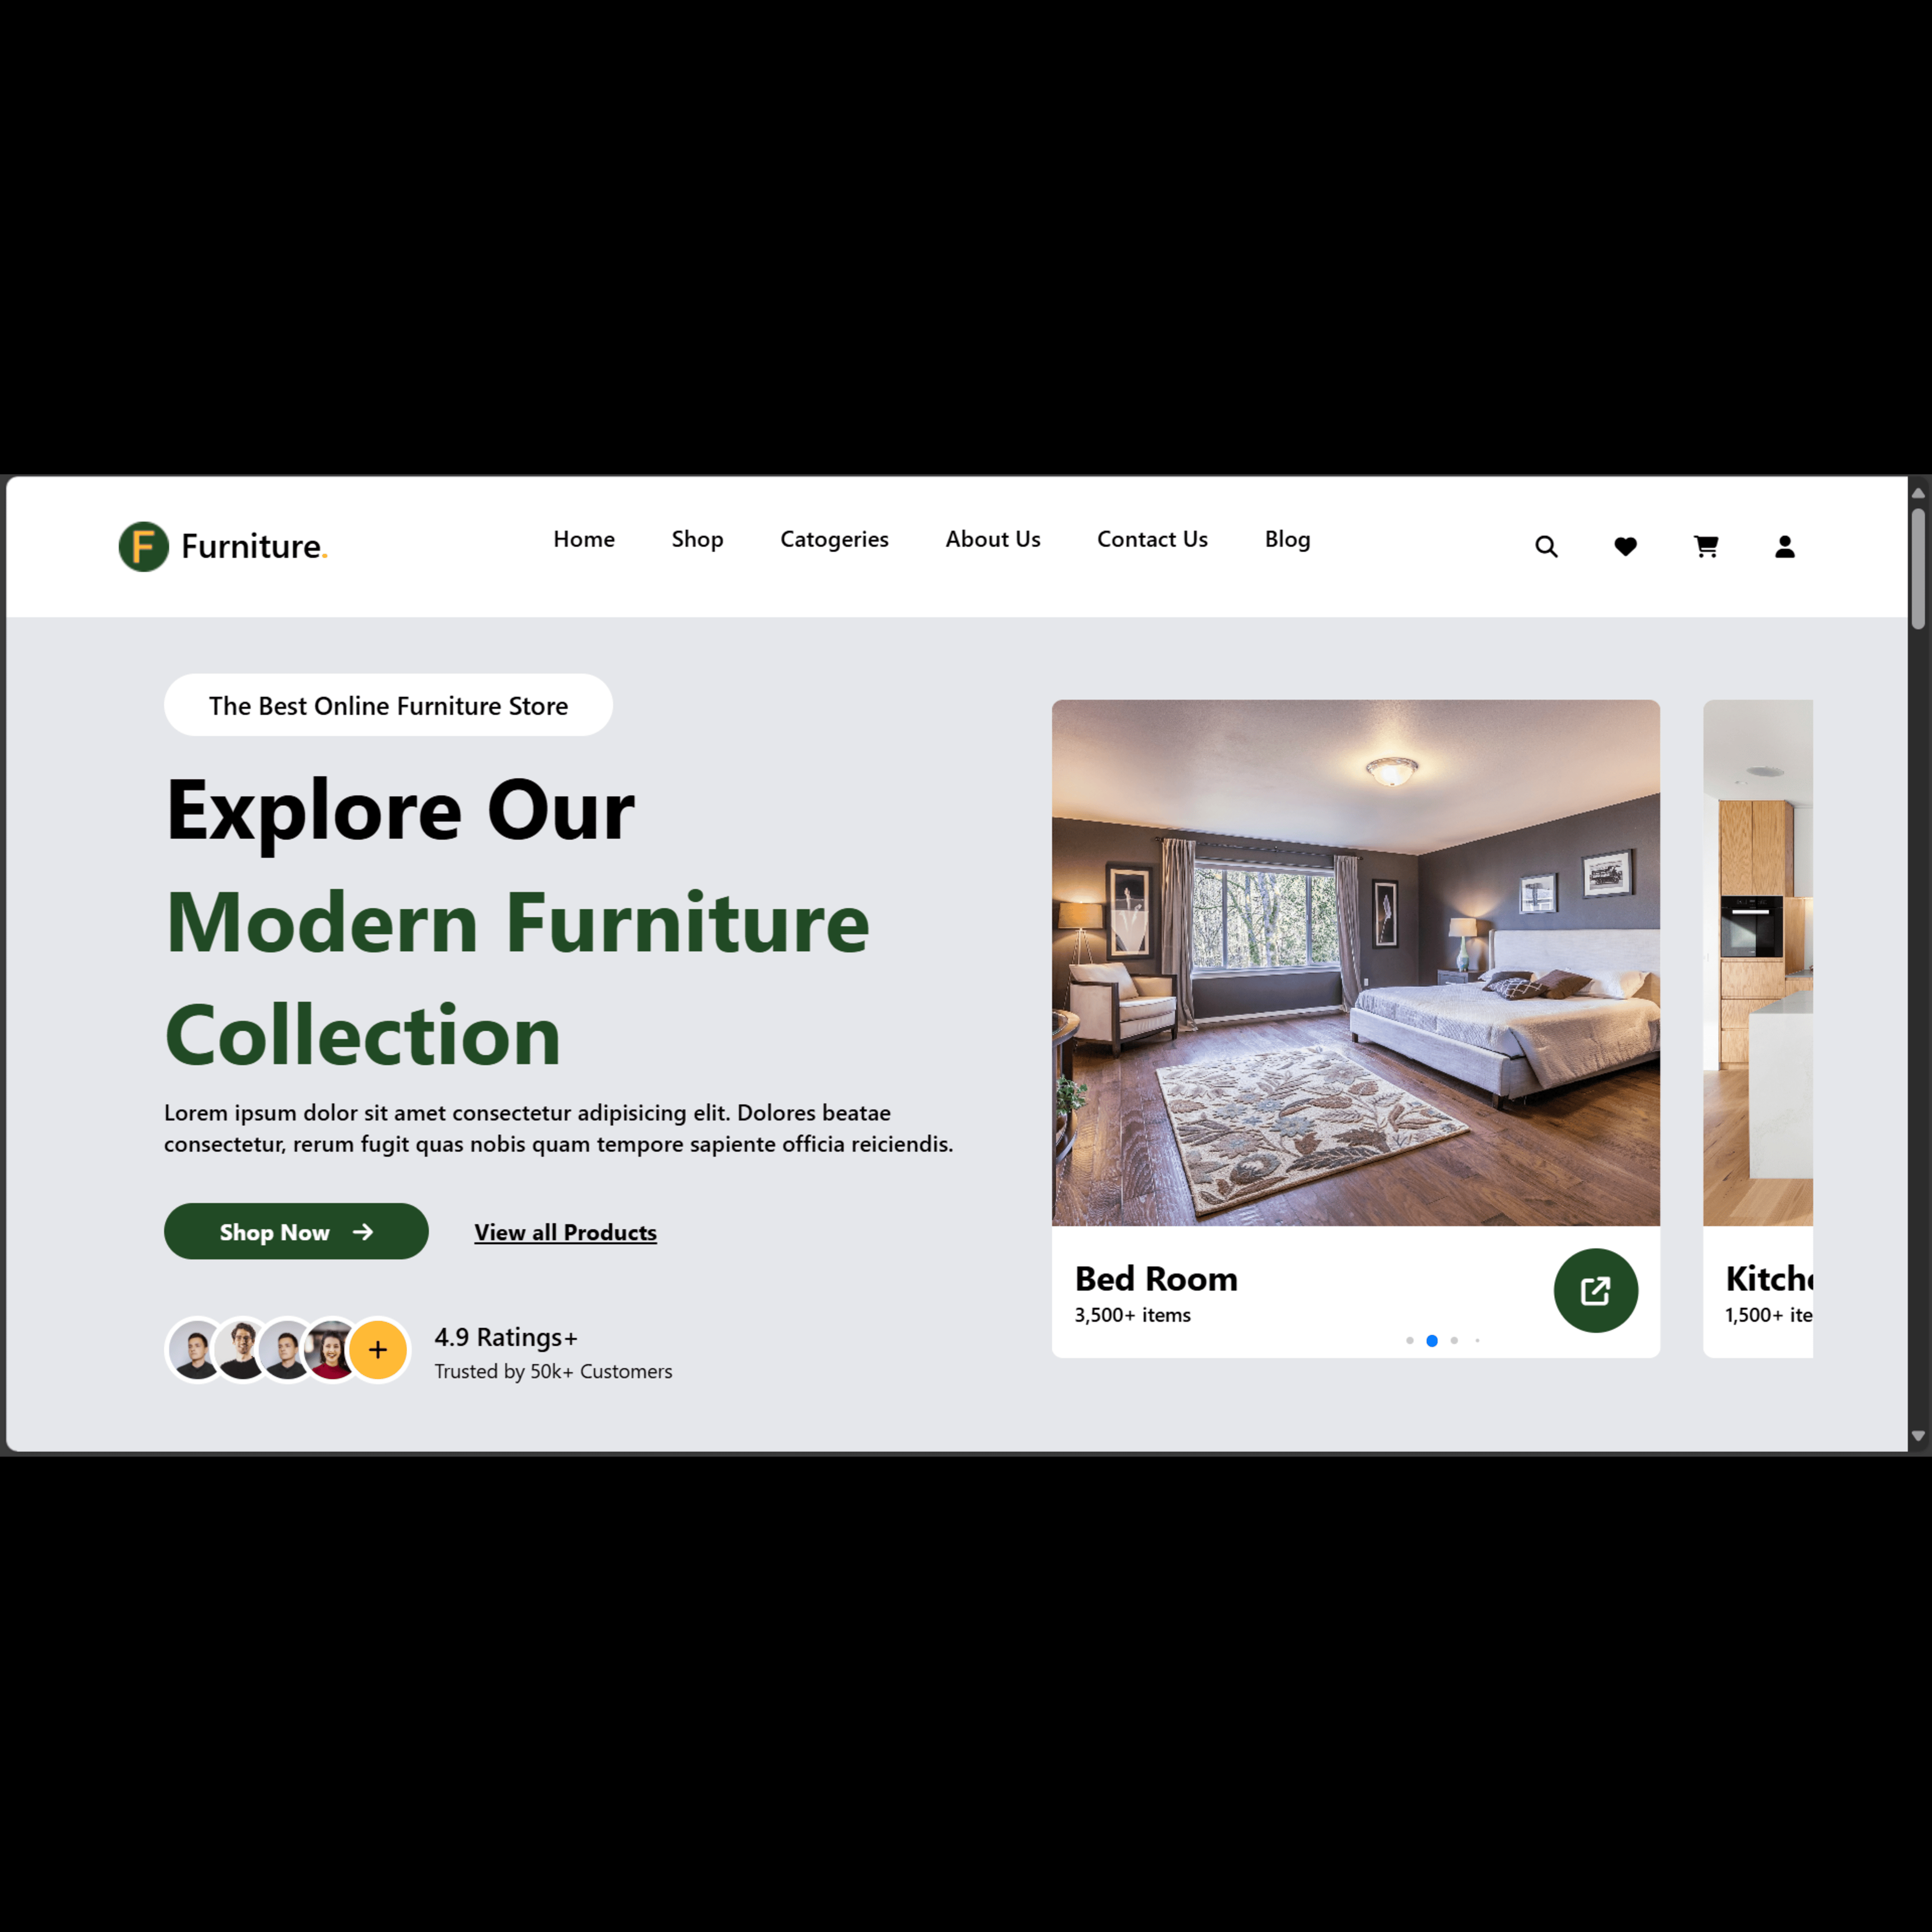 F Furniture.
Home Shop Catogeries About Us Contact Us Blog
The Best Online Furniture Store
Explore Our
Modern Furniture
Collection
Lorem ipsum dolor sit amet consectetur adipisicing elit. Dolores beatae
consectetur, rerum fugit quas nobis quam tempore sapiente officia reiciendis.
Shop Now
View all Products
+
4.9 Ratings+
Trusted by 50k+ Customers
Bed Room
3,500+ items
Kitche
1,500+ ite